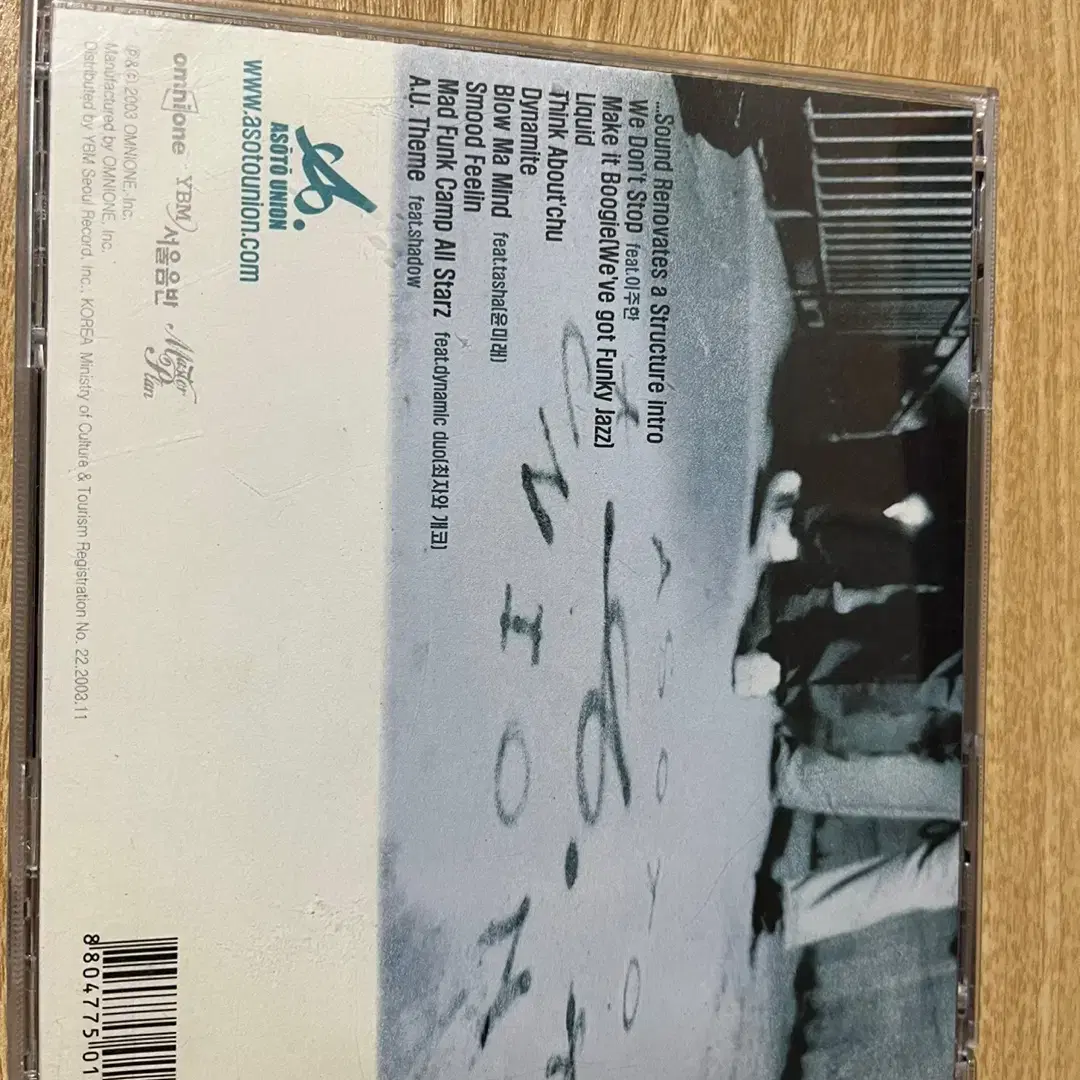 ...Sound Renovates a Structure intro
We Don't Stop feat.이주한
Make it Boogie(We've got Funky Jazz)
Liquid
Think About'chu
Dynamite
Blow Ma Mind feat.tasha(윤미래)
Smood Feelin
Mad Funk Camp All Starz feat.dynamic duo(최자와 개코)
A.U. Theme feat.shadow
ASOTO
UNION
ASOTO UNION
www.asotounion.com
omnione YBM 서울음반 Master Plan
℗&© 2003 OMNIONE, Inc.
Manufactured by OMNIONE, Inc.
Distributed by YBM Seoul Record, Inc., KOREA Ministry of Culture & Tourism Registration No. 22.2003.11
8 804775 01